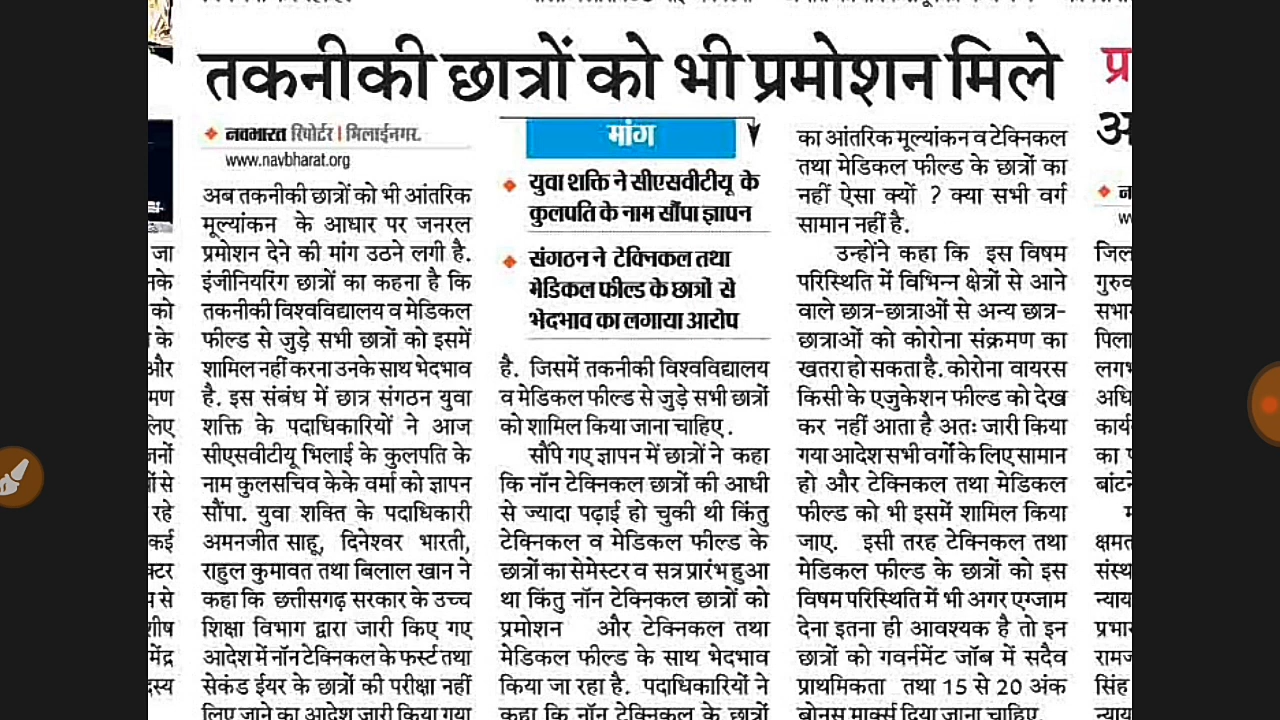 तकनीकी छात्रों को भी प्रमोशन मिले
नवभारत रिपोर्टर | भिलाईनगर.
www.navbharat.org
अब तकनीकी छात्रों को भी आंतरिक
मूल्यांकन के आधार पर जनरल
प्रमोशन देने की मांग उठने लगी है.
इंजीनियरिंग छात्रों का कहना है कि
तकनीकी विश्वविद्यालय व मेडिकल
फील्ड से जुड़े सभी छात्रों को इसमें
शामिल नहीं करना उनके साथ भेदभाव
है. इस संबंध में छात्र संगठन युवा
शक्ति के पदाधिकारियों ने आज
सीएसवीटीयू भिलाई के कुलपति के
नाम कुलसचिव केके वर्मा को ज्ञापन
सौंपा. युवा शक्ति के पदाधिकारी
अमनजीत साहू, दिनेश्वर भारती,
राहुल कुमावत तथा बिलाल खान ने
कहा कि छत्तीसगढ़ सरकार के उच्च
शिक्षा विभाग द्वारा जारी किए गए
आदेश में नॉन टेक्निकल के फर्स्ट तथा
सेकंड ईयर के छात्रों की परीक्षा नहीं
लिए जाने का आदेश जारी किया गया
मांग
युवा शक्ति ने सीएसवीटीयू के
कुलपति के नाम सौंपा ज्ञापन
संगठन ने टेक्निकल तथा
मेडिकल फील्ड के छात्रों से
भेदभाव का लगाया आरोप
है. जिसमें तकनीकी विश्वविद्यालय
व मेडिकल फील्ड से जुड़े सभी छात्रों
को शामिल किया जाना चाहिए.
सौंपे गए ज्ञापन में छात्रों ने कहा
कि नॉन टेक्निकल छात्रों की आधी
से ज्यादा पढ़ाई हो चुकी थी किंतु
टेक्निकल व मेडिकल फील्ड के
छात्रों का सेमेस्टर व सत्र प्रारंभ हुआ
था किंतु नॉन टेक्निकल छात्रों को
प्रमोशन और टेक्निकल तथा
मेडिकल फील्ड के साथ भेदभाव
किया जा रहा है. पदाधिकारियों ने
कहा कि नॉन टेक्निकल के छात्रों
का आंतरिक मूल्यांकन व टेक्निकल
तथा मेडिकल फील्ड के छात्रों का
नहीं ऐसा क्यों ? क्या सभी वर्ग
सामान नहीं है.
उन्होंने कहा कि इस विषम
परिस्थिति में विभिन्न क्षेत्रों से आने
वाले छात्र-छात्राओं से अन्य छात्र-
छात्राओं को कोरोना संक्रमण का
खतरा हो सकता है. कोरोना वायरस
किसी के एजुकेशन फील्ड को देख
कर नहीं आता है अतः जारी किया
गया आदेश सभी वर्गों के लिए सामान
हो और टेक्निकल तथा मेडिकल
फील्ड को भी इसमें शामिल किया
जाए. इसी तरह टेक्निकल तथा
मेडिकल फील्ड के छात्रों को इस
विषम परिस्थिति में भी अगर एग्जाम
देना इतना ही आवश्यक है तो इन
छात्रों को गवर्नमेंट जॉब में सदैव
प्राथमिकता तथा 15 से 20 अंक
बोनस मार्क्स दिया जाना चाहिए.